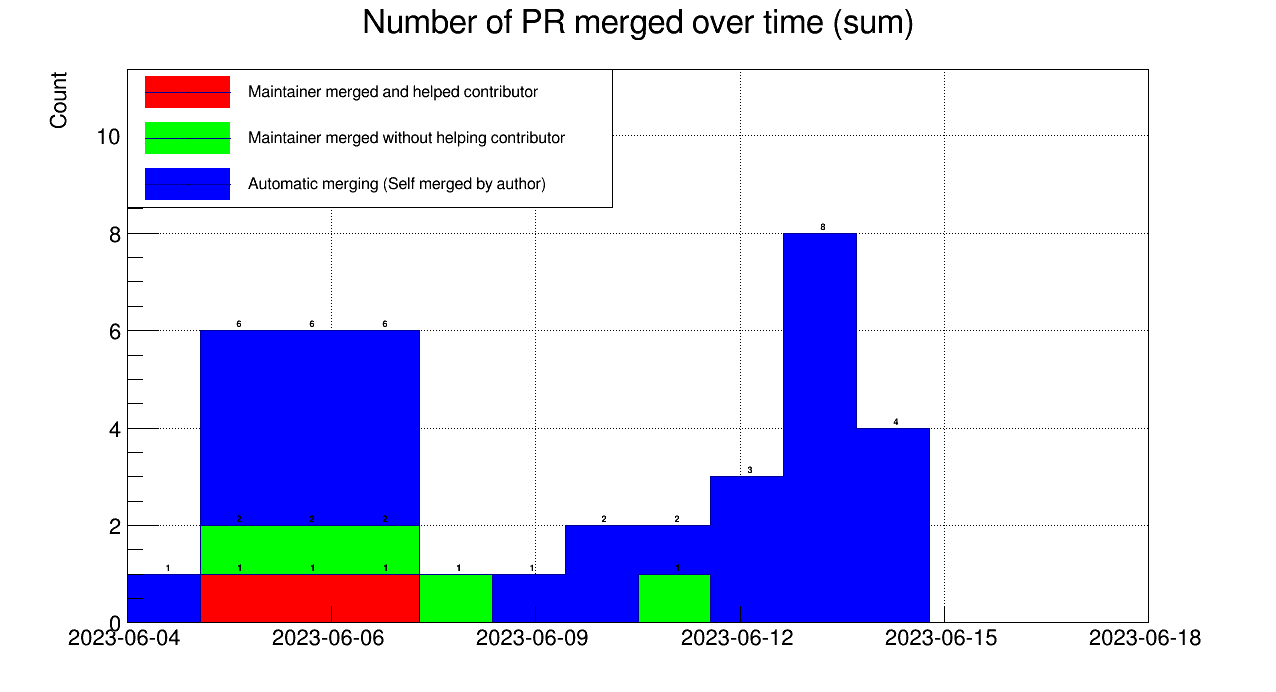 Number of PR merged over time (sum)
Count
Maintainer merged and helped contributor
Maintainer merged without helping contributor
Automatic merging (Self merged by author)
10
8
6
4
2
0
8
6 6 6
4
3
2 2 2 2 2
1 1 1 1 1 1 1
2023-06-04 2023-06-06 2023-06-09 2023-06-12 2023-06-15 2023-06-18